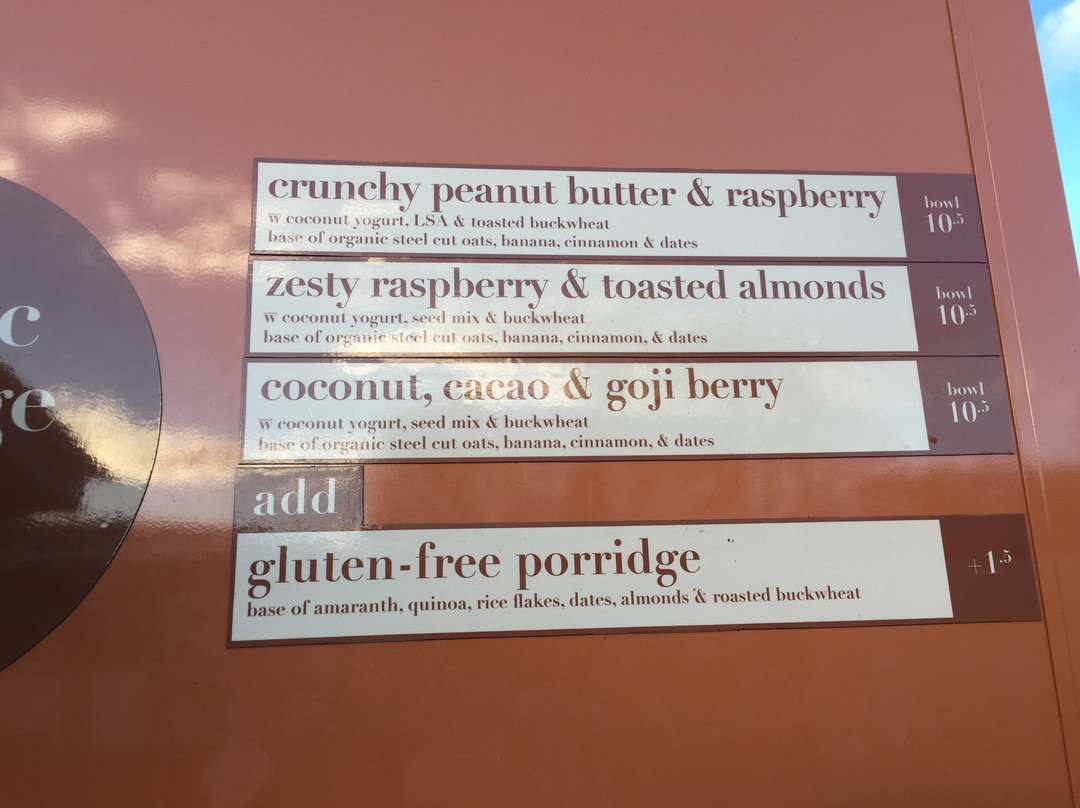 crunchy peanut butter & raspberry
w̅ coconut yogurt, LSA & toasted buckwheat
base of organic steel cut oats, banana, cinnamon & dates
bowl
10.5
zesty raspberry & toasted almonds
w̅ coconut yogurt, seed mix & buckwheat
base of organic steel cut oats, banana, cinnamon, & dates
bowl
10.5
coconut, cacao & goji berry
w̅ coconut yogurt, seed mix & buckwheat
base of organic steel cut oats, banana, cinnamon, & dates
bowl
10.5
add
gluten-free porridge
base of amaranth, quinoa, rice flakes, dates, almonds & roasted buckwheat
+1.5